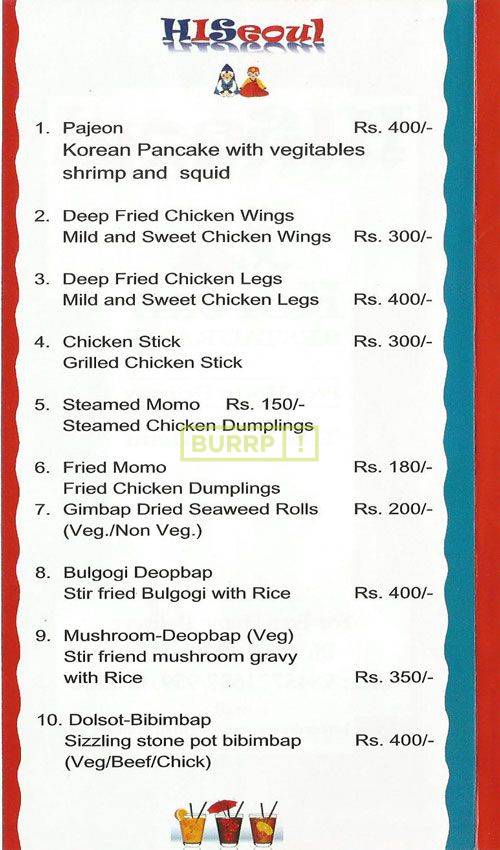 HISeoul
1. Pajeon Rs. 400/-
Korean Pancake with vegitables
shrimp and squid
2. Deep Fried Chicken Wings
Mild and Sweet Chicken Wings Rs. 300/-
3. Deep Fried Chicken Legs
Mild and Sweet Chicken Legs Rs. 400/-
4. Chicken Stick Rs. 300/-
Grilled Chicken Stick
5. Steamed Momo Rs. 150/-
Steamed Chicken Dumplings
BURRP!
6. Fried Momo Rs. 180/-
Fried Chicken Dumplings
7. Gimbap Dried Seaweed Rolls Rs. 200/-
(Veg./Non Veg.)
8. Bulgogi Deopbap
Stir fried Bulgogi with Rice Rs. 400/-
9. Mushroom-Deopbap (Veg)
Stir friend mushroom gravy
with Rice Rs. 350/-
10. Dolsot-Bibimbap
Sizzling stone pot bibimbap Rs. 400/-
(Veg/Beef/Chick)